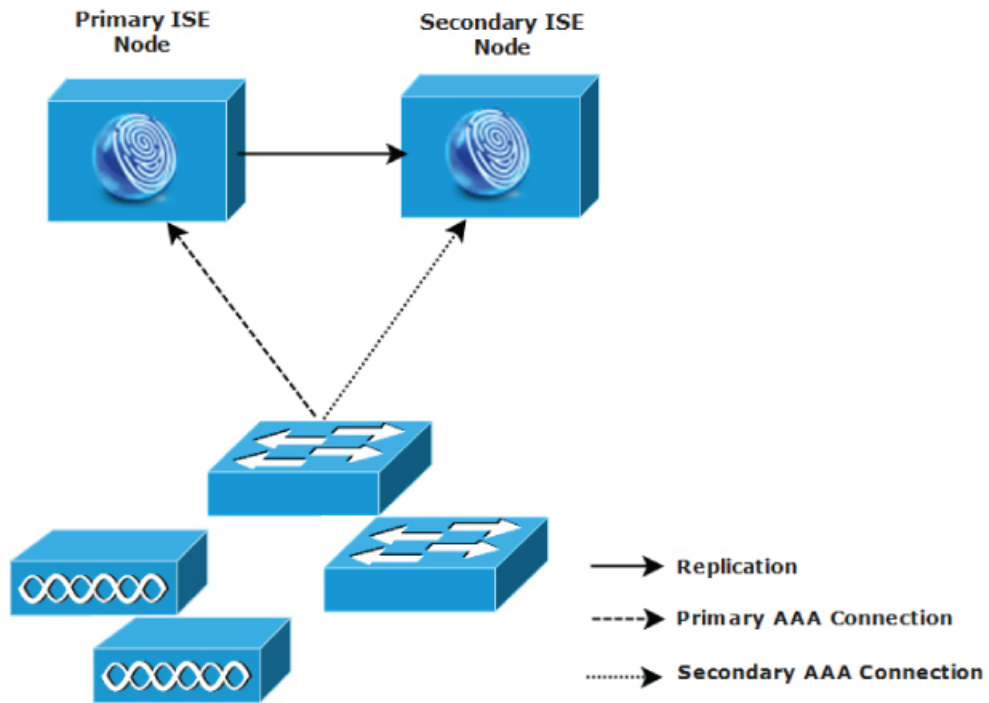 Primary ISE
Node
Secondary ISE
Node
Replication
Primary AAA Connection
Secondary AAA Connection